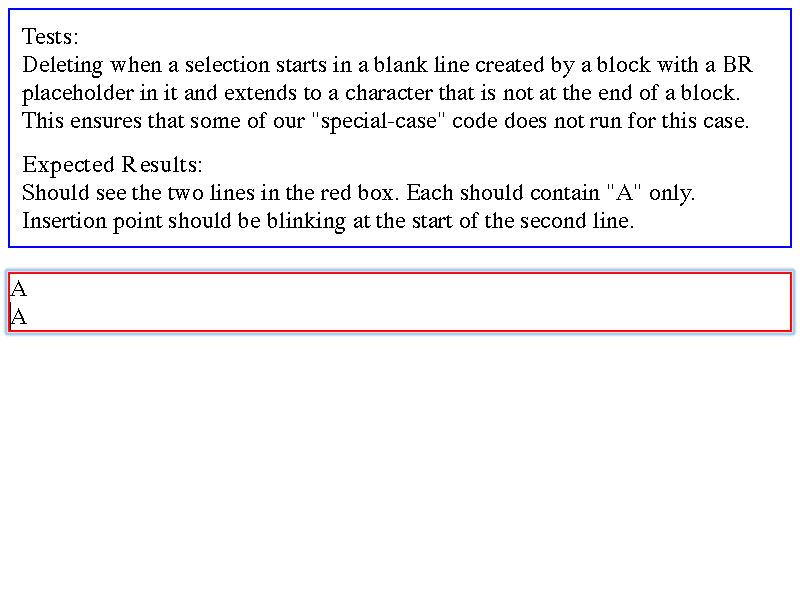 Tests:
Deleting when a selection starts in a blank line created by a block with a BR
placeholder in it and extends to a character that is not at the end of a block.
This ensures that some of our "special-case" code does not run for this case.
Expected Results:
Should see the two lines in the red box. Each should contain "A" only.
Insertion point should be blinking at the start of the second line.
A
A